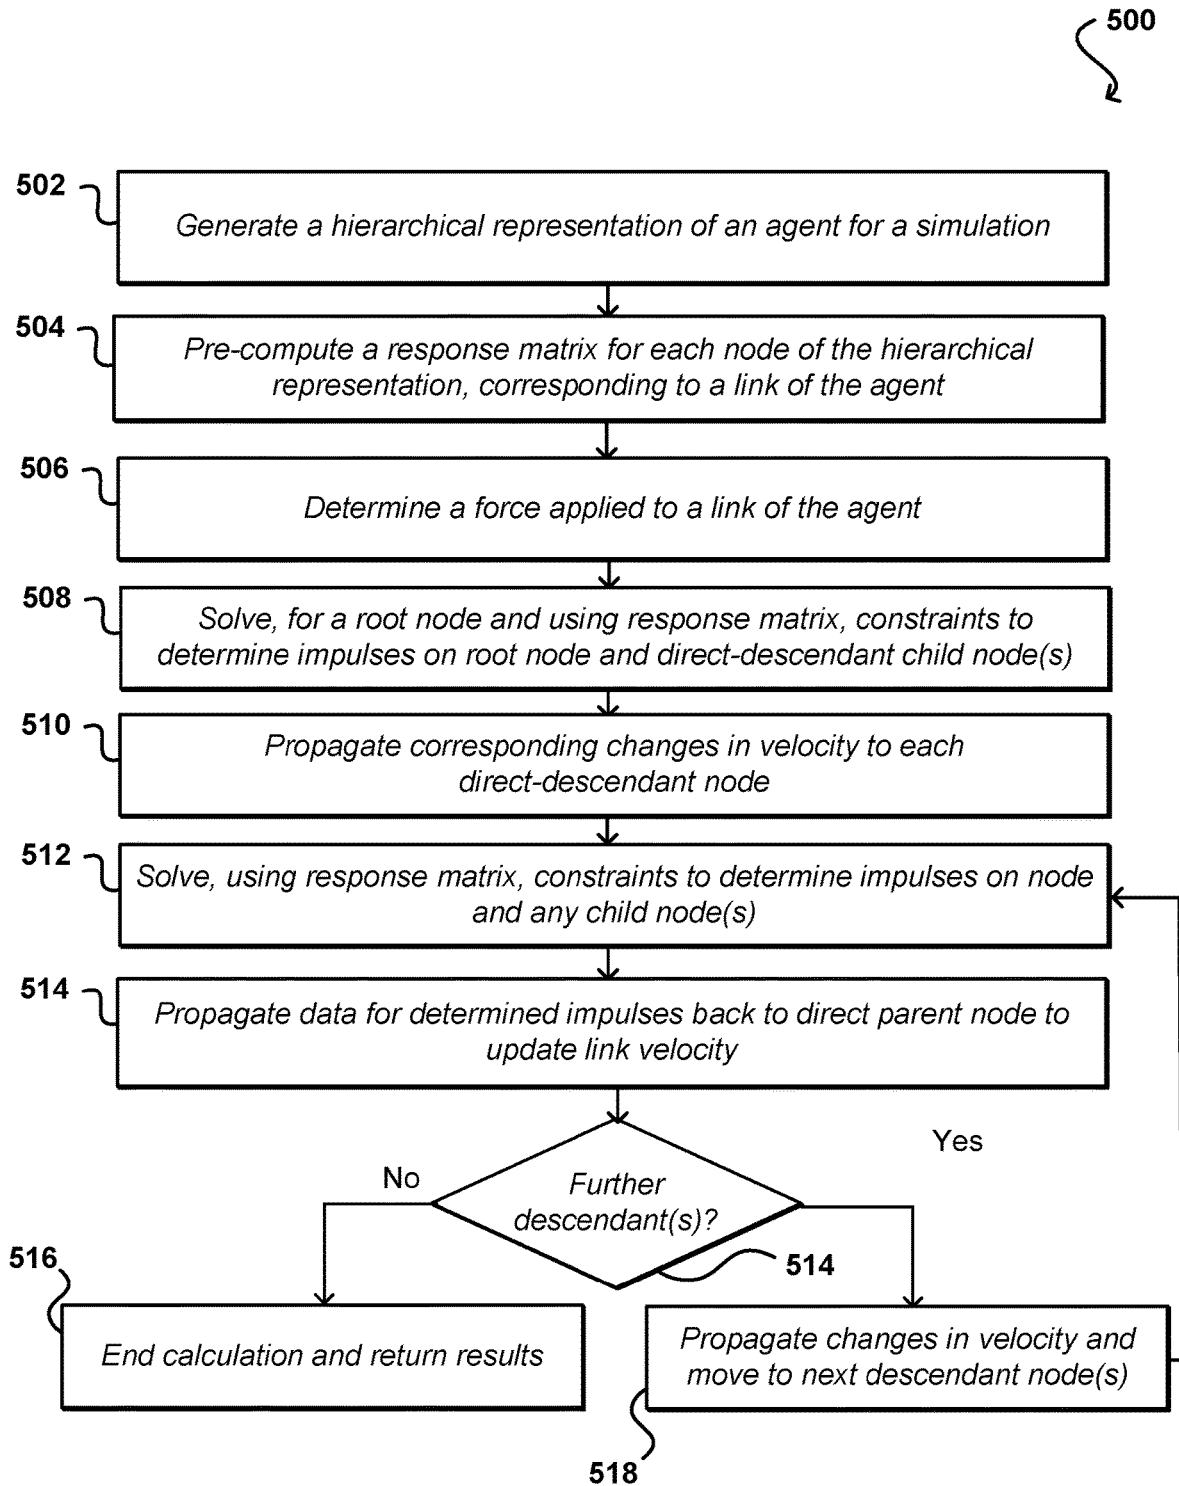 500
502
Generate a hierarchical representation of an agent for a simulation
504
Pre-compute a response matrix for each node of the hierarchical
representation, corresponding to a link of the agent
506
Determine a force applied to a link of the agent
508
Solve, for a root node and using response matrix, constraints to
determine impulses on root node and direct-descendant child node(s)
510
Propagate corresponding changes in velocity to each
direct-descendant node
512
Solve, using response matrix, constraints to determine impulses on node
and any child node(s)
514
Propagate data for determined impulses back to direct parent node to
update link velocity
Yes
No
Further
descendant(s)?
514
516
End calculation and return results
Propagate changes in velocity and
move to next descendant node(s)
518